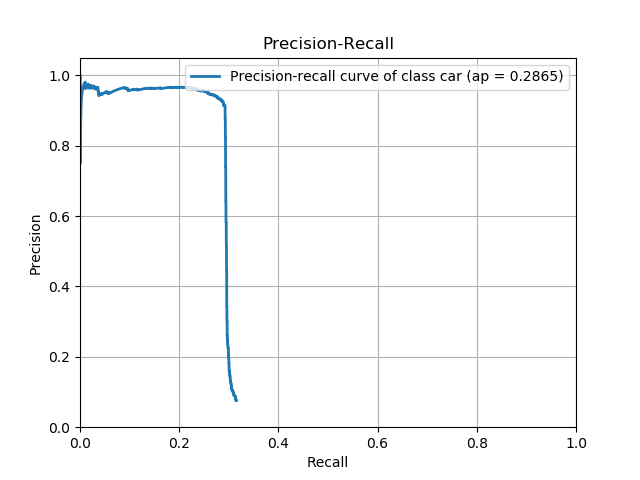 Precision-Recall
Precision-recall curve of class car (ap = 0.2865)
1.0
0.8
0.6
0.4
0.2
0.0
Precision
0.0 0.2 0.4 0.6 0.8 1.0
Recall